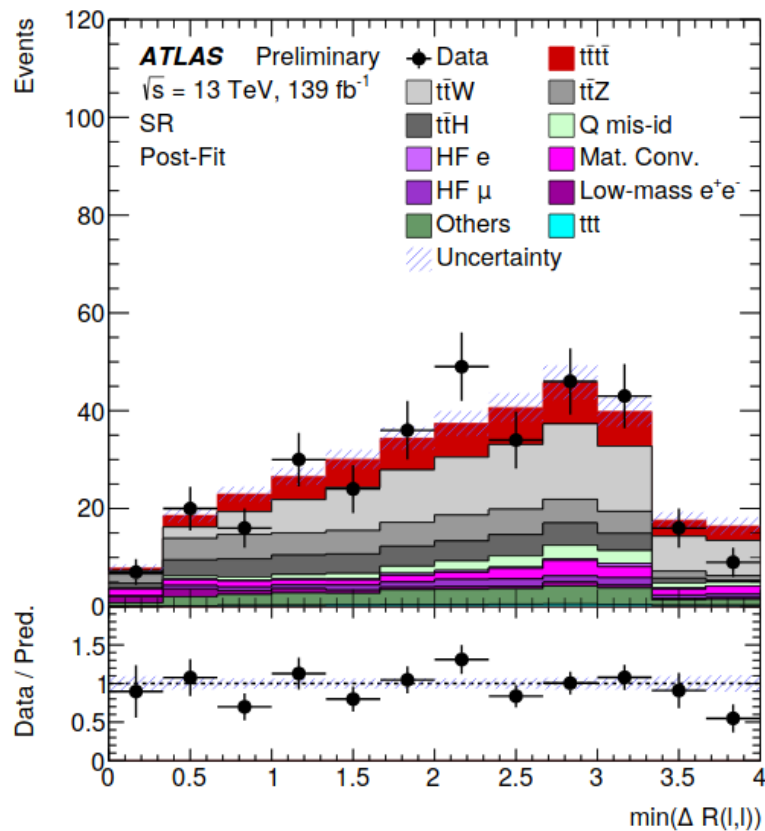 Events
120
100
80
60
40
20
0
ATLAS Preliminary
√s = 13 TeV, 139 fb⁻¹
SR
Post-Fit
Data
tt̄tt̄
tt̄W
tt̄Z
tt̄H
Q mis-id
HF e
Mat. Conv.
HF μ
Low-mass e⁺e⁻
Others
ttt
Uncertainty
Data / Pred.
1.5
1
0.5
0
0 0.5 1 1.5 2 2.5 3 3.5 4
min(Δ R(l,l))